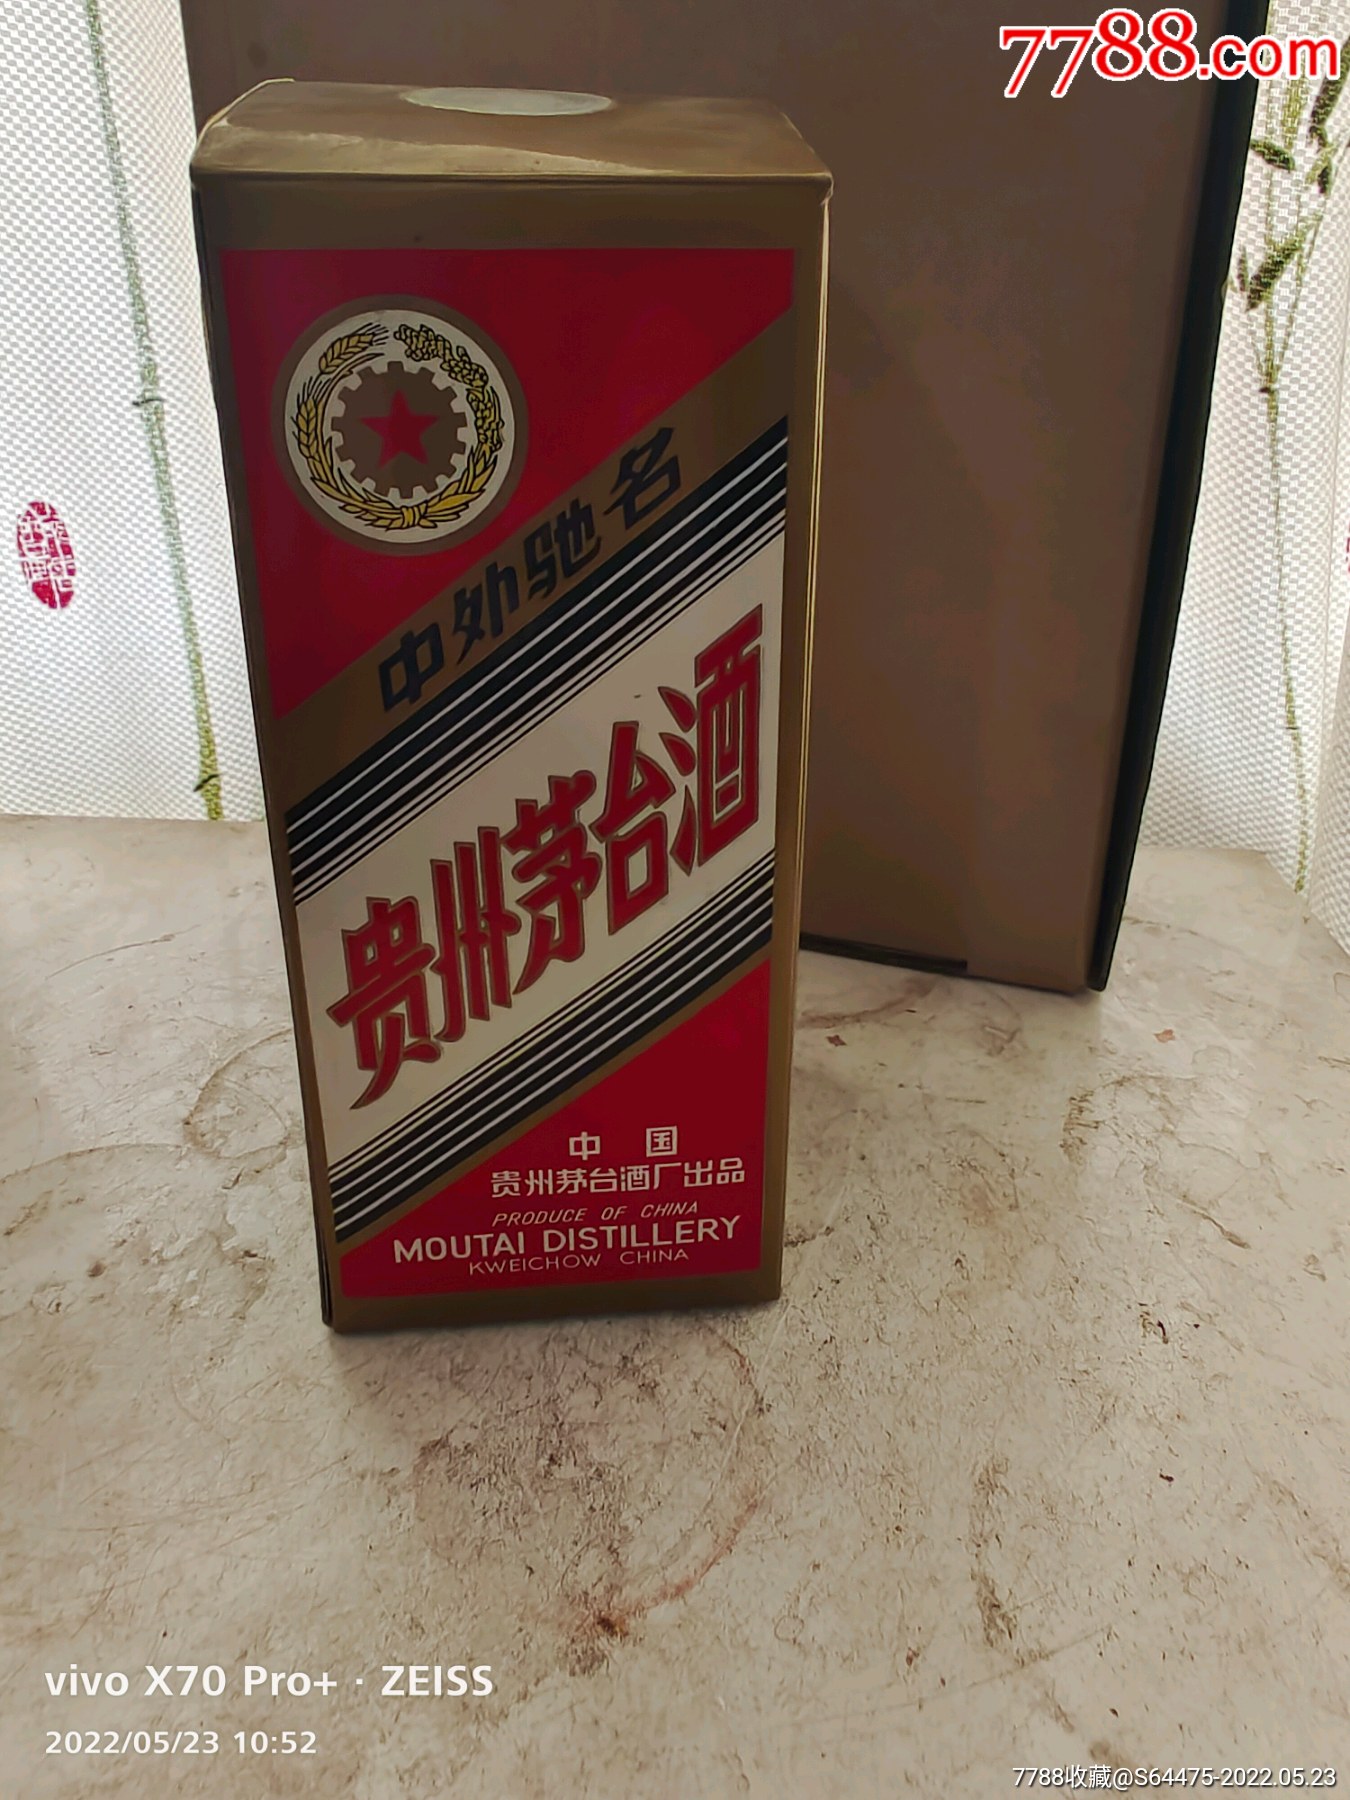 7788.com
中外驰名
贵州茅台酒
中 国
贵州茅台酒厂出品
PRODUCE OF CHINA
MOUTAI DISTILLERY
KWEICHOW CHINA
vivo X70 Pro+ · ZEISS
2022/05/23 10:52
7788收藏@S64475-2022.05.23